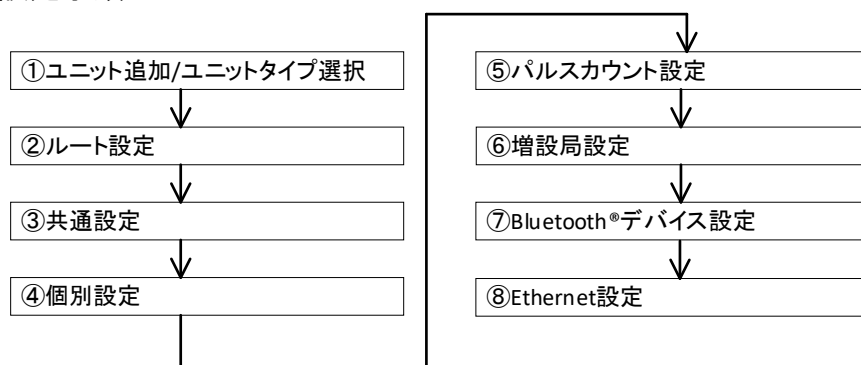 ①ユニット追加/ユニットタイプ選択
②ルート設定
③共通設定
④個別設定
⑤パルスカウント設定
⑥増設局設定
⑦Bluetooth®デバイス設定
⑧Ethernet設定